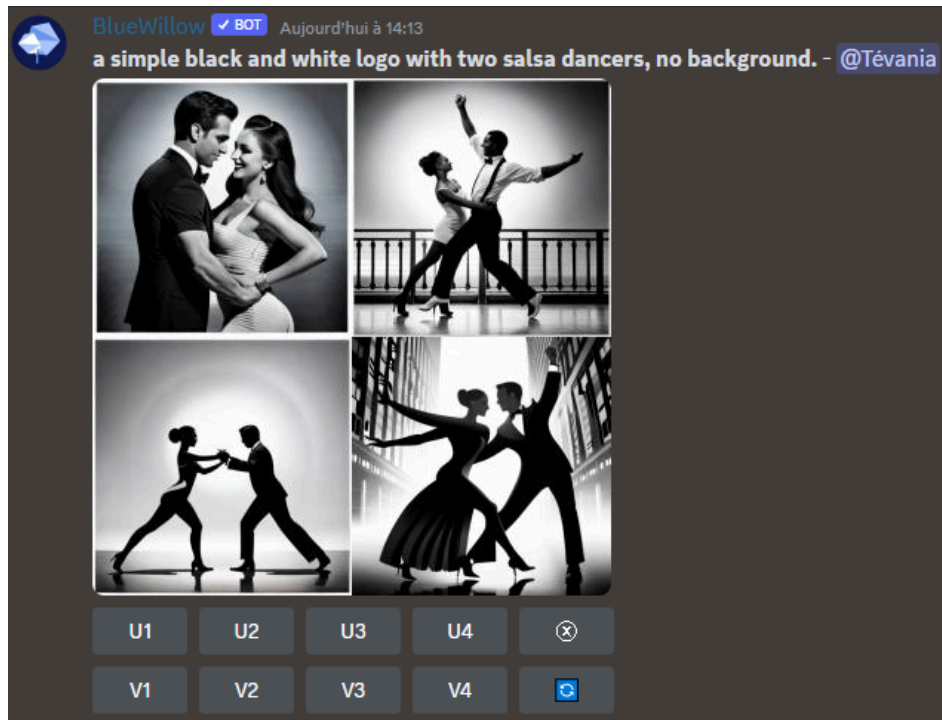 BlueWillow ✓ BOT Aujourd'hui à 14:13
a simple black and white logo with two salsa dancers, no background. - @Tévania
U1 U2 U3 U4
V1 V2 V3 V4